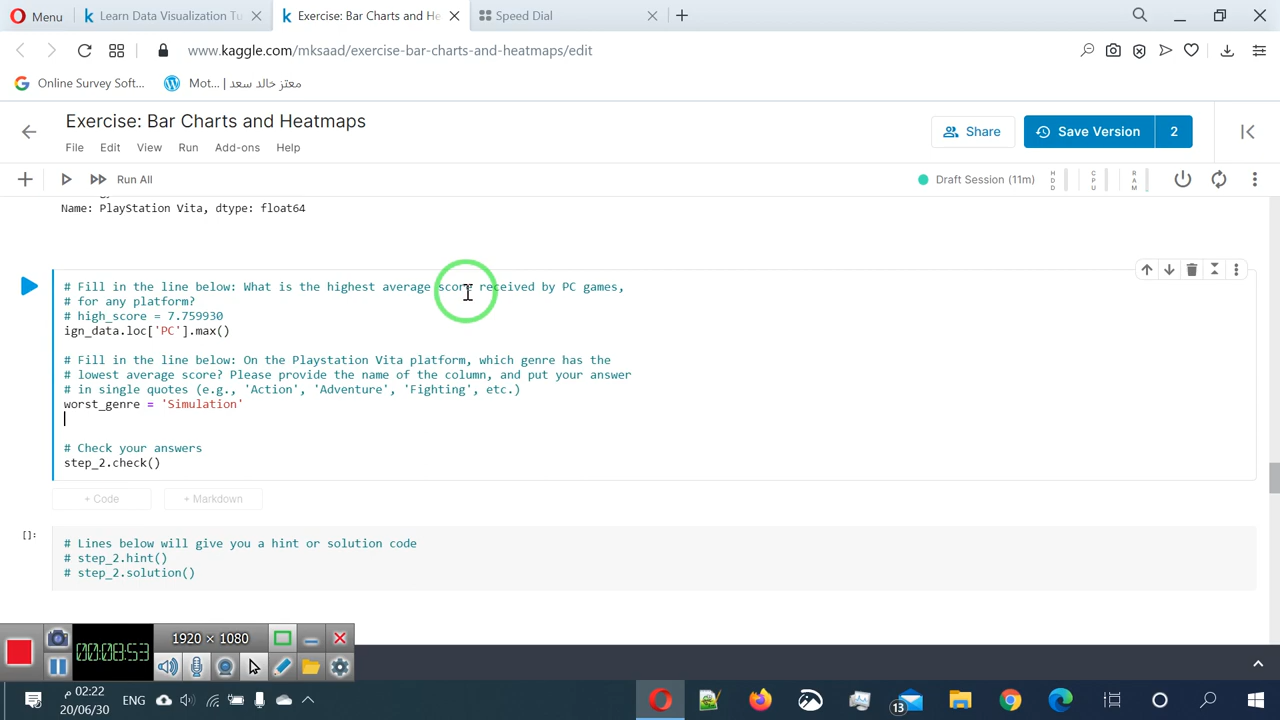 Menu
Learn Data Visualization Tu
Exercise: Bar Charts and He
Speed Dial
www.kaggle.com/mksaad/exercise-bar-charts-and-heatmaps/edit
Online Survey Soft...
Mot... | معتز خالد سعد
Exercise: Bar Charts and Heatmaps
File Edit View Run Add-ons Help
Share
Save Version 2
Run All
Draft Session (11m)
HDD
CPU
RAM
Name: PlayStation Vita, dtype: float64
# Fill in the line below: What is the highest average score received by PC games,
# for any platform?
# high_score = 7.759930
ign_data.loc['PC'].max()
# Fill in the line below: On the Playstation Vita platform, which genre has the
# lowest average score? Please provide the name of the column, and put your answer
# in single quotes (e.g., 'Action', 'Adventure', 'Fighting', etc.)
worst_genre = 'Simulation'
# Check your answers
step_2.check()
+ Code
+ Markdown
[]:
# Lines below will give you a hint or solution code
# step_2.hint()
# step_2.solution()
00:08:53
1920 × 1080
02:22 م
20/06/30
ENG
13